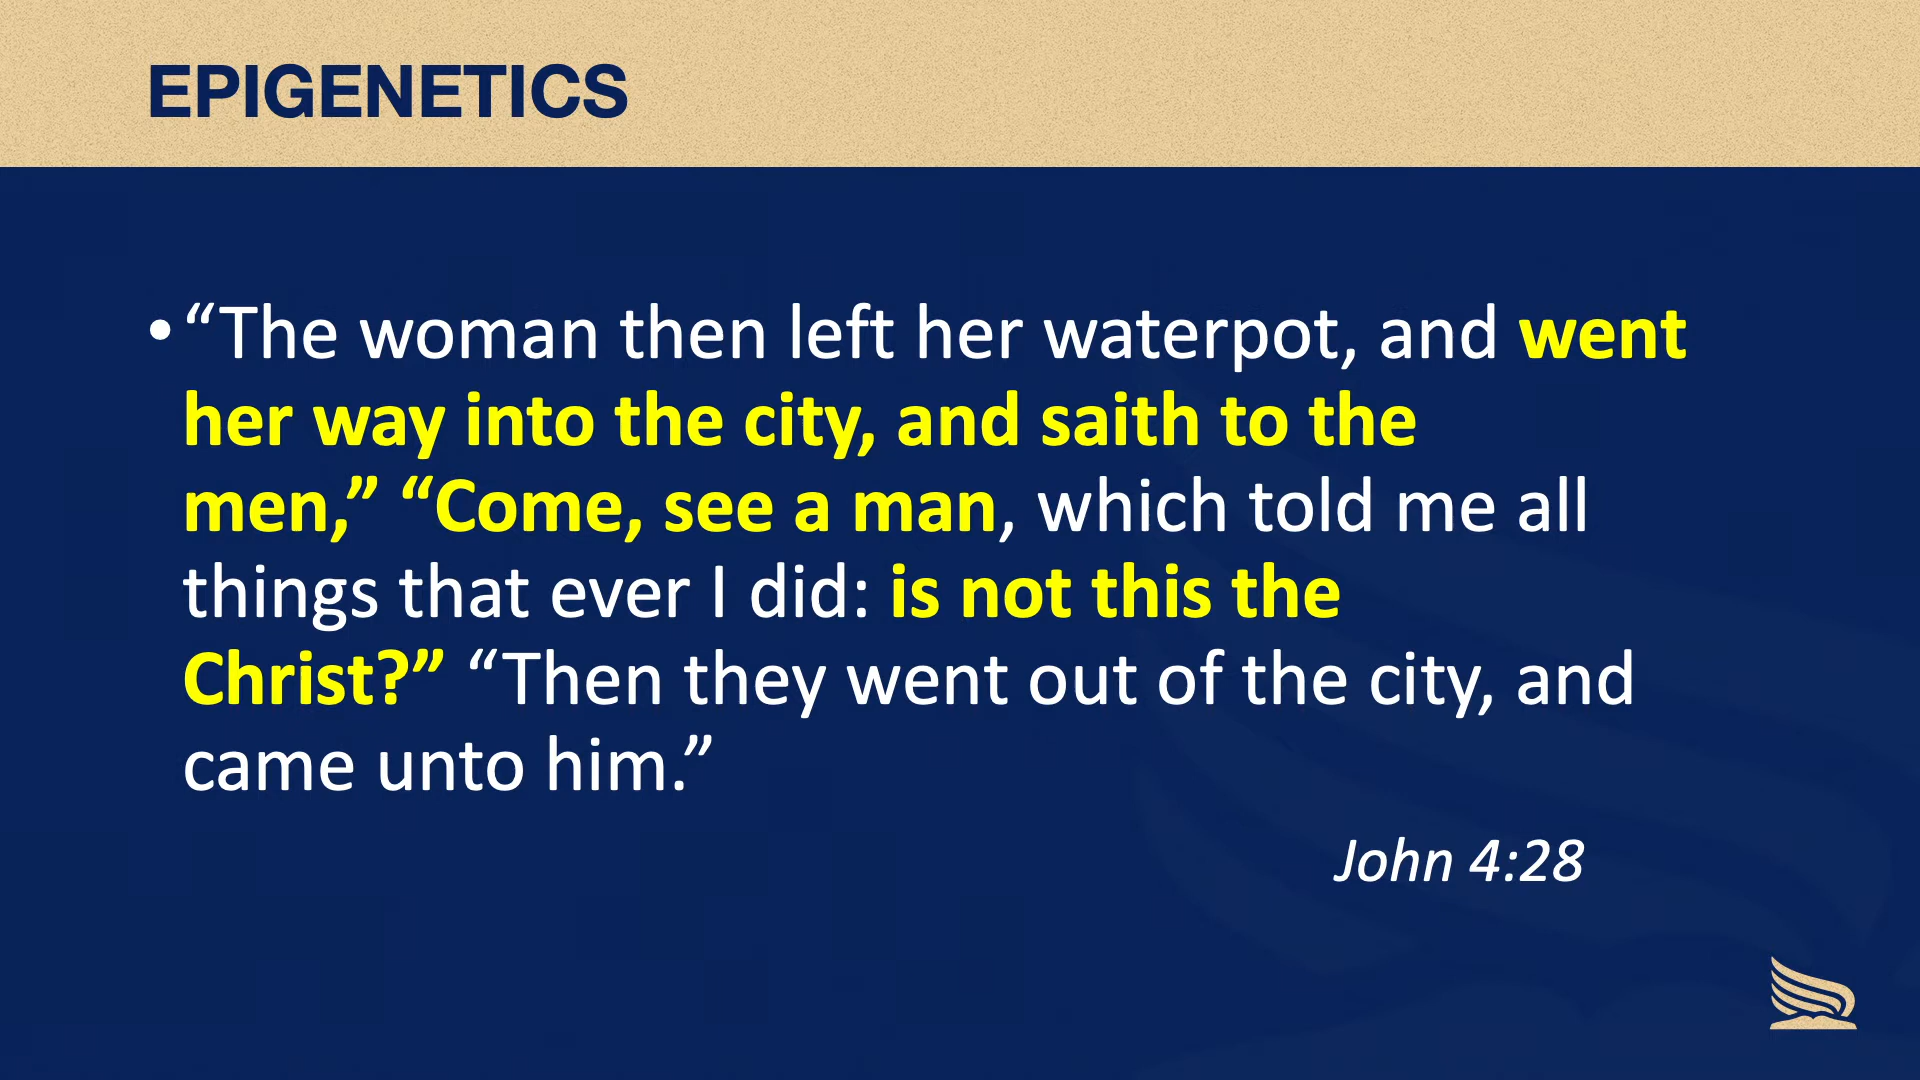 EPIGENETICS
• “The woman then left her waterpot, and went
her way into the city, and saith to the
men,” “Come, see a man, which told me all
things that ever I did: is not this the
Christ?” “Then they went out of the city, and
came unto him.”
John 4:28